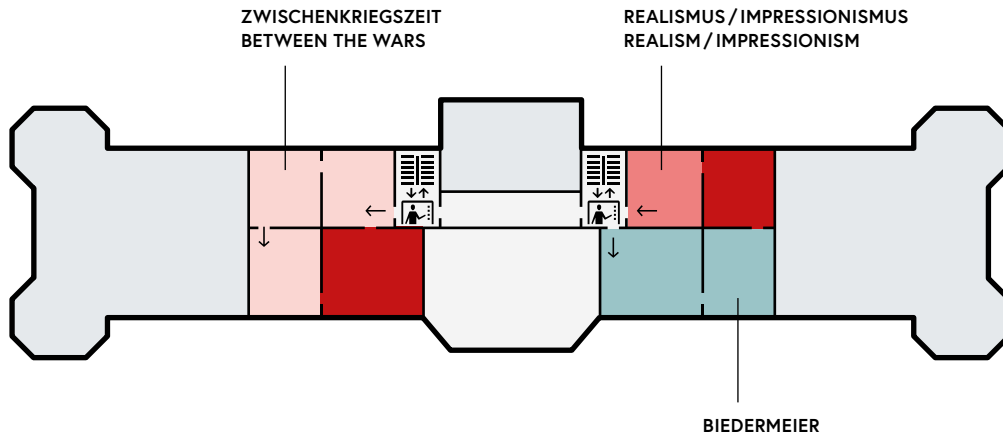 ZWISCHENKRIEGSZEIT
BETWEEN THE WARS
REALISMUS / IMPRESSIONISMUS
REALISM / IMPRESSIONISM
BIEDERMEIER